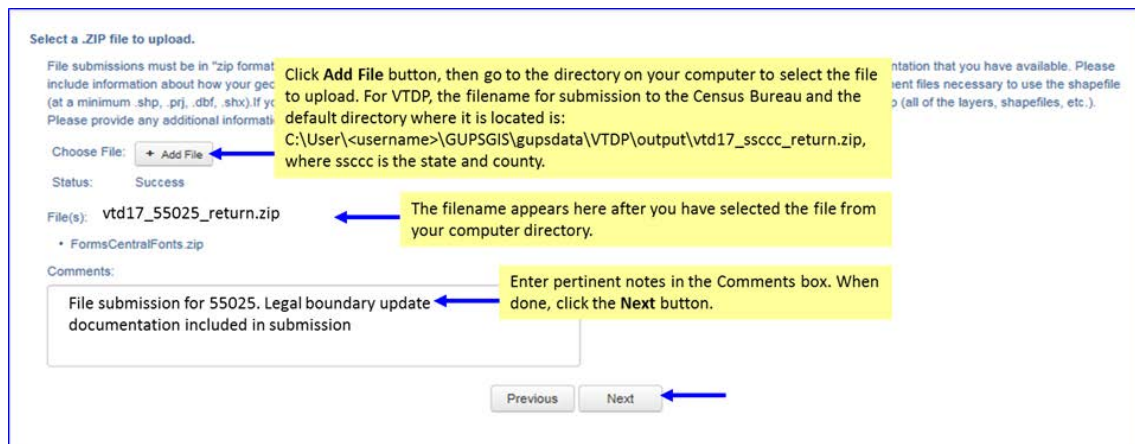 Select a .ZIP file to upload.
File submissions must be in "zip format
ntation that you have available. Please
include information about how your geo
ent files necessary to use the shapefile
(at a minimum .shp, .prj, .dbf, .shx).If yo
p (all of the layers, shapefiles, etc.).
Please provide any additional informati
Click Add File button, then go to the directory on your computer to select the file
to upload. For VTDP, the filename for submission to the Census Bureau and the
default directory where it is located is:
C:\User\<username>\GUPSGIS\gupsdata\VTDP\output\vtd17_ssccc_return.zip,
where ssccc is the state and county.
Choose File: + Add File
Status: Success
File(s): vtd17_55025_return.zip
The filename appears here after you have selected the file from
your computer directory.
• FormsCentralFonts.zip
Comments:
Enter pertinent notes in the Comments box. When
done, click the Next button.
File submission for 55025. Legal boundary update
documentation included in submission
Previous Next